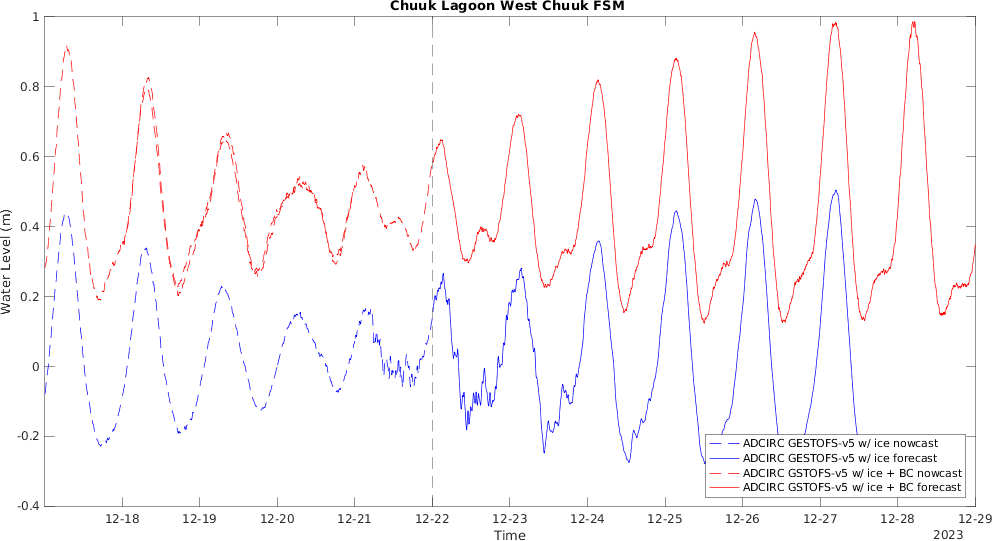 Chuuk Lagoon West Chuuk FSM
1
0.8
0.6
0.4
0.2
0
-0.2
-0.4
Water Level (m)
ADCIRC GESTOFS-v5 w/ ice nowcast
ADCIRC GESTOFS-v5 w/ ice forecast
ADCIRC GSTOFS-v5 w/ ice + BC nowcast
ADCIRC GSTOFS-v5 w/ ice + BC forecast
12-18 12-19 12-20 12-21 12-22 12-23 12-24 12-25 12-26 12-27 12-28 12-29
Time
2023